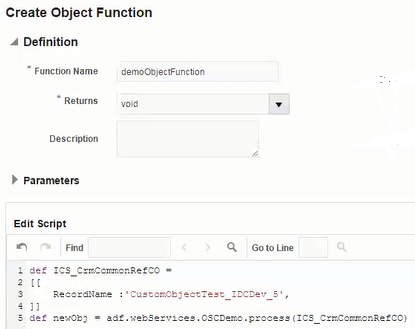 Create Object Function
Definition
* Function Name demoObjectFunction
* Returns void
Description
Parameters
Edit Script
Find Go to Line
1 def ICS_CrmCommonRefCO =
2 [[
3 RecordName :'CustomObjectTest_IDCDev_5',
4 ]]
5 def newObj = adf.webServices.OSCDemo.process(ICS_CrmCommonRefCO)